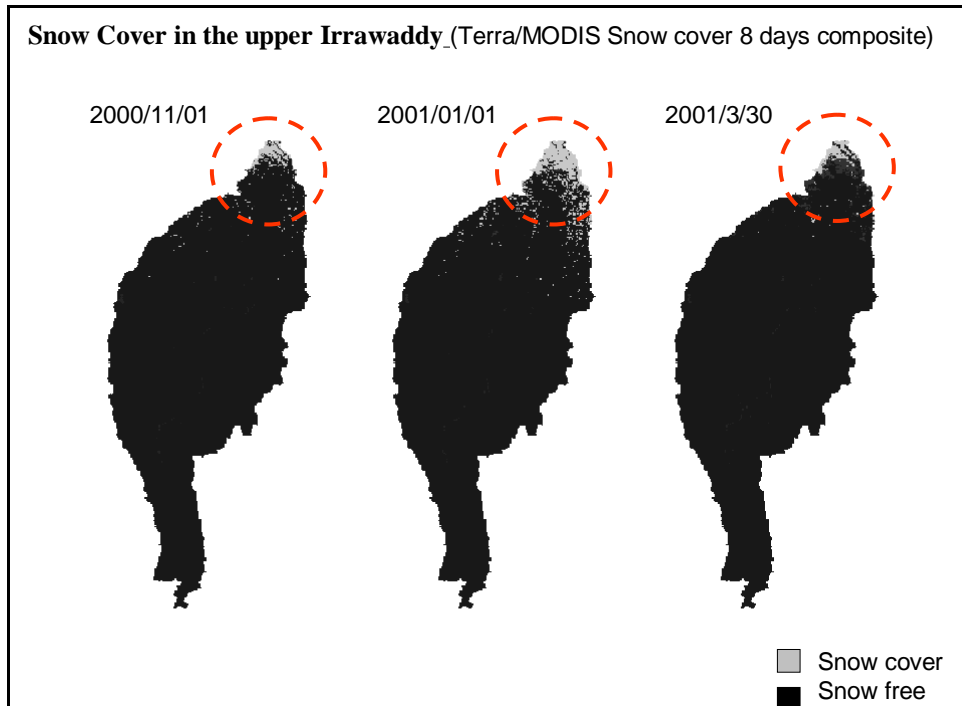 Snow Cover in the upper Irrawaddy (Terra/MODIS Snow cover 8 days composite)
2000/11/01
2001/01/01
2001/3/30
Snow cover
Snow free